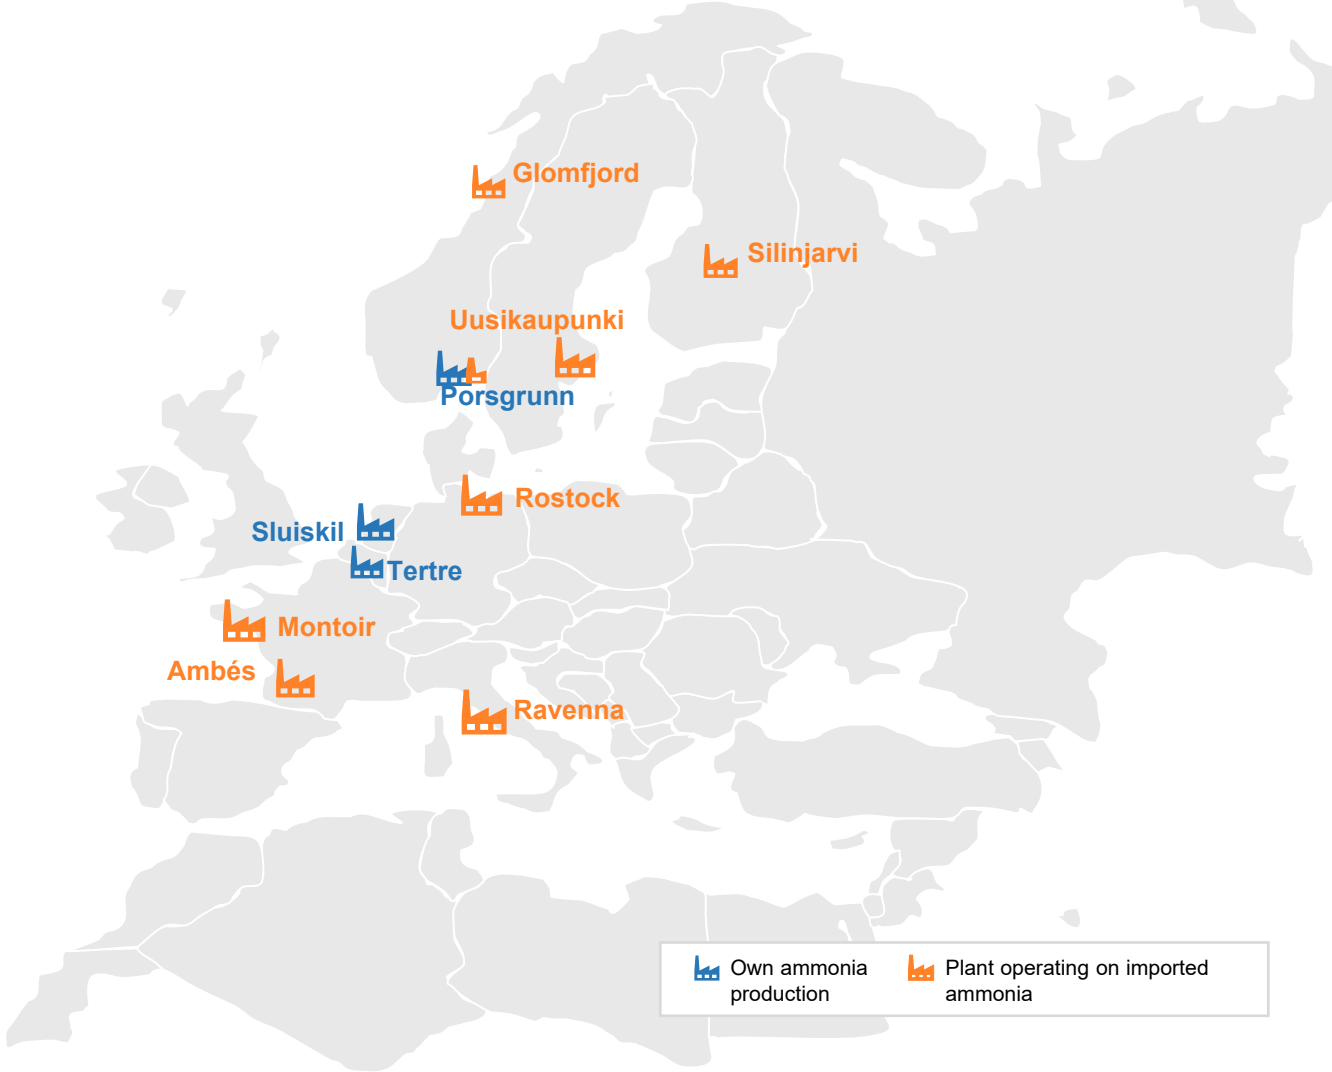 Glomfjord
Silinjarvi
Uusikaupunki
Porsgrunn
Rostock
Sluiskil
Tertre
Montoir
Ambés
Ravenna
Own ammonia
production
Plant operating on imported
ammonia